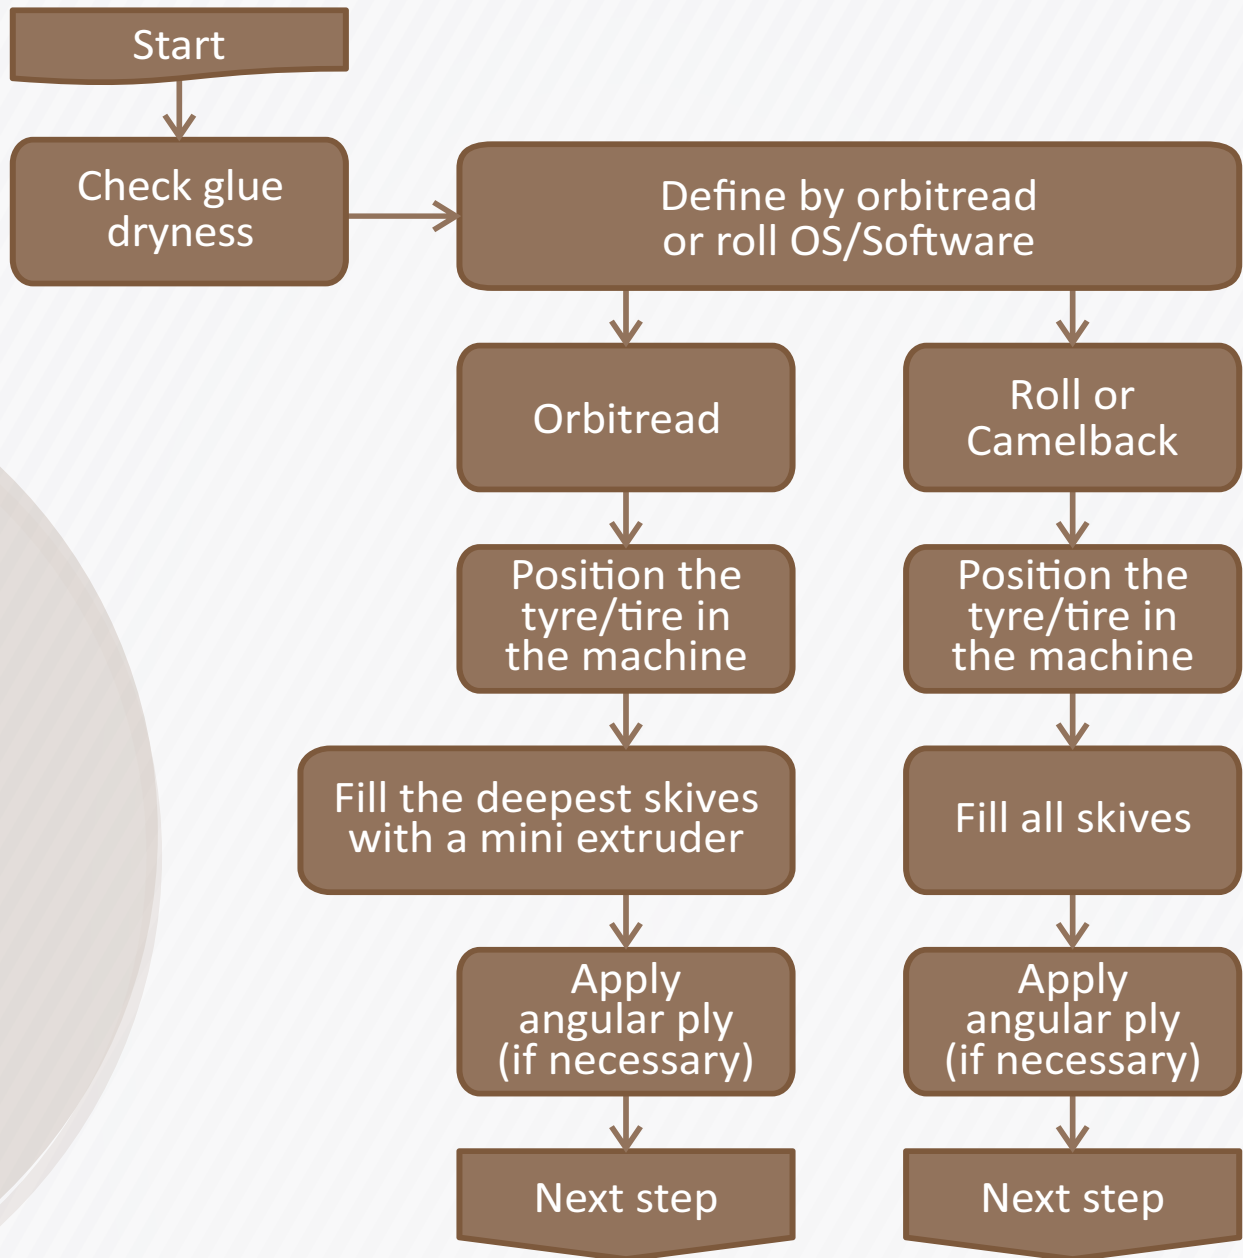 Start
Check glue
dryness
Define by orbitread
or roll OS/Software
Orbitread
Roll or
Camelback
Position the
tyre/tire in
the machine
Position the
tyre/tire in
the machine
Fill the deepest skives
with a mini extruder
Fill all skives
Apply
angular ply
(if necessary)
Apply
angular ply
(if necessary)
Next step
Next step